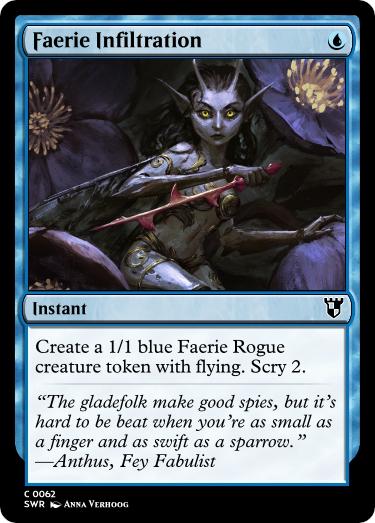 Faerie Infiltration
Instant
Create a 1/1 blue Faerie Rogue
creature token with flying. Scry 2.
“The gladefolk make good spies, but it’s
hard to be beat when you’re as small as
a finger and as swift as a sparrow.”
—Anthus, Fey Fabulist
C 0062
SWR Anna Verhoog